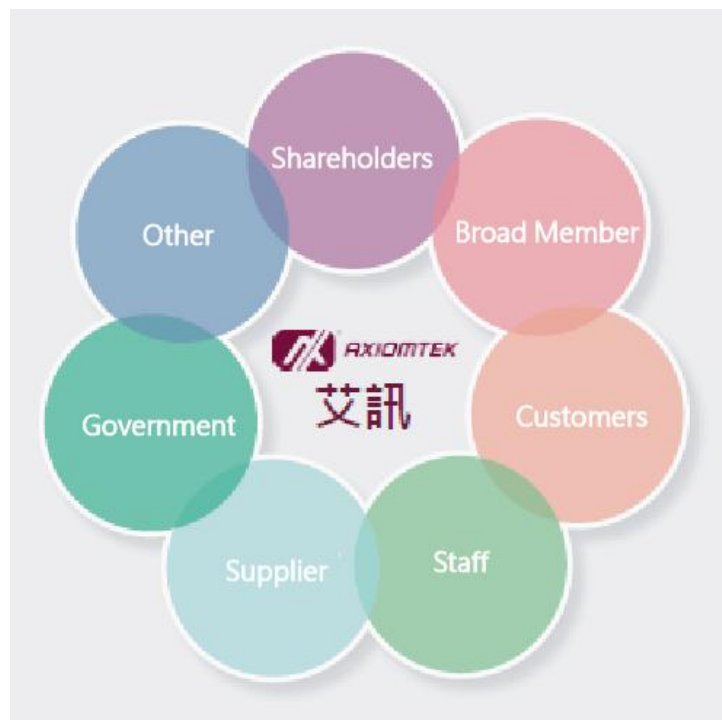 Shareholders
Broad Member
Customers
Staff
Supplier
Government
Other
AXIOMTEK
艾訊